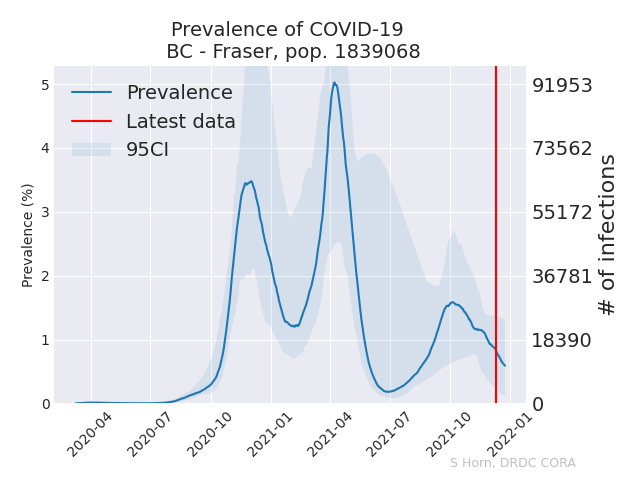 Prevalence of COVID-19
BC - Fraser, pop. 1839068
Prevalence
Latest data
95CI
Prevalence (%)
5
4
3
2
1
0
91953
73562
55172
36781
18390
0
# of infections
2020-04
2020-07
2020-10
2021-01
2021-04
2021-07
2021-10
2022-01
S Horn, DRDC CORA